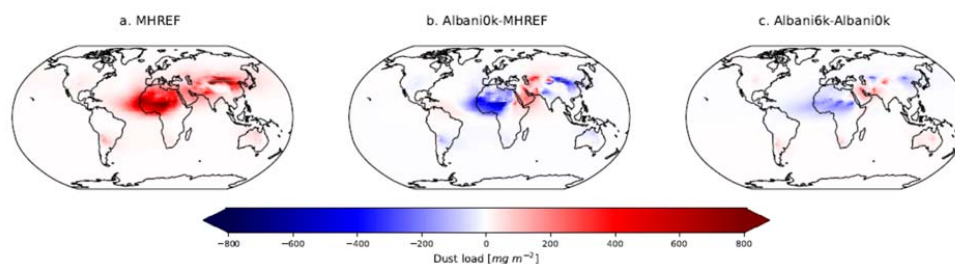 a. MHREF
b. Albani0k-MHREF
c. Albani6k-Albani0k
−800 −600 −400 −200 0 200 400 600 800
Dust load [mg m⁻²]